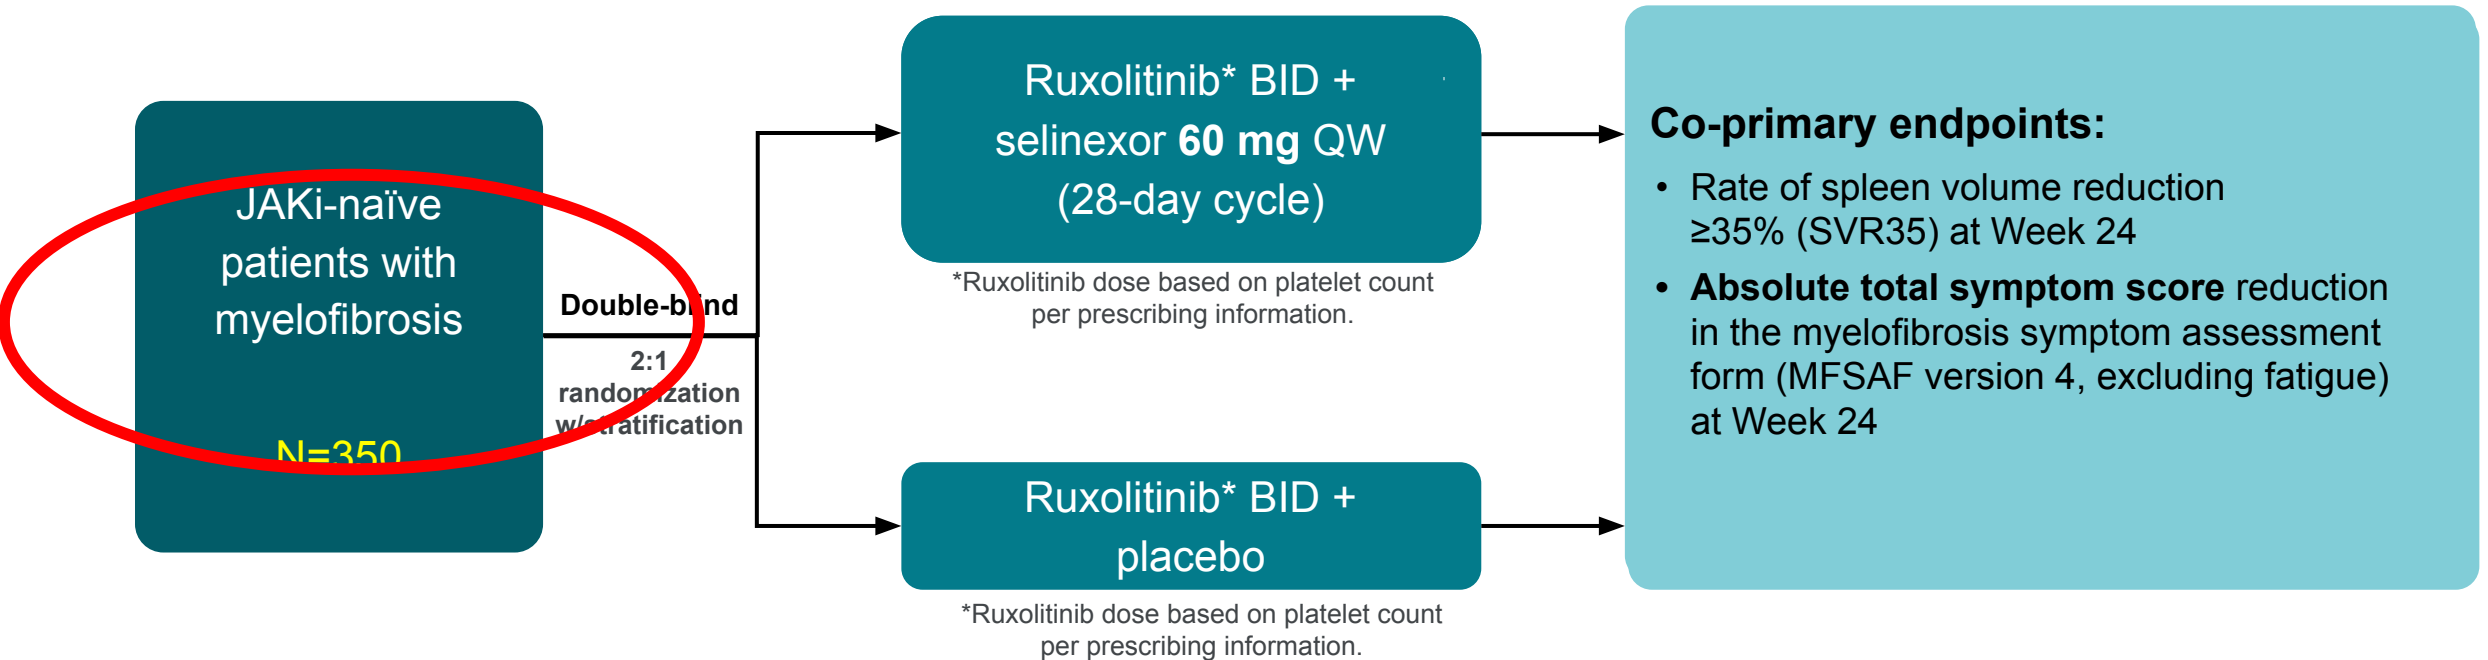 JAKi-naïve
patients with
myelofibrosis
N=350
Double-blind
2:1
randomization
w/stratification
Ruxolitinib* BID +
selinexor 60 mg QW
(28-day cycle)
*Ruxolitinib dose based on platelet count
per prescribing information.
Ruxolitinib* BID +
placebo
*Ruxolitinib dose based on platelet count
per prescribing information.
Co-primary endpoints:
• Rate of spleen volume reduction
≥35% (SVR35) at Week 24
• Absolute total symptom score reduction
in the myelofibrosis symptom assessment
form (MFSAF version 4, excluding fatigue)
at Week 24